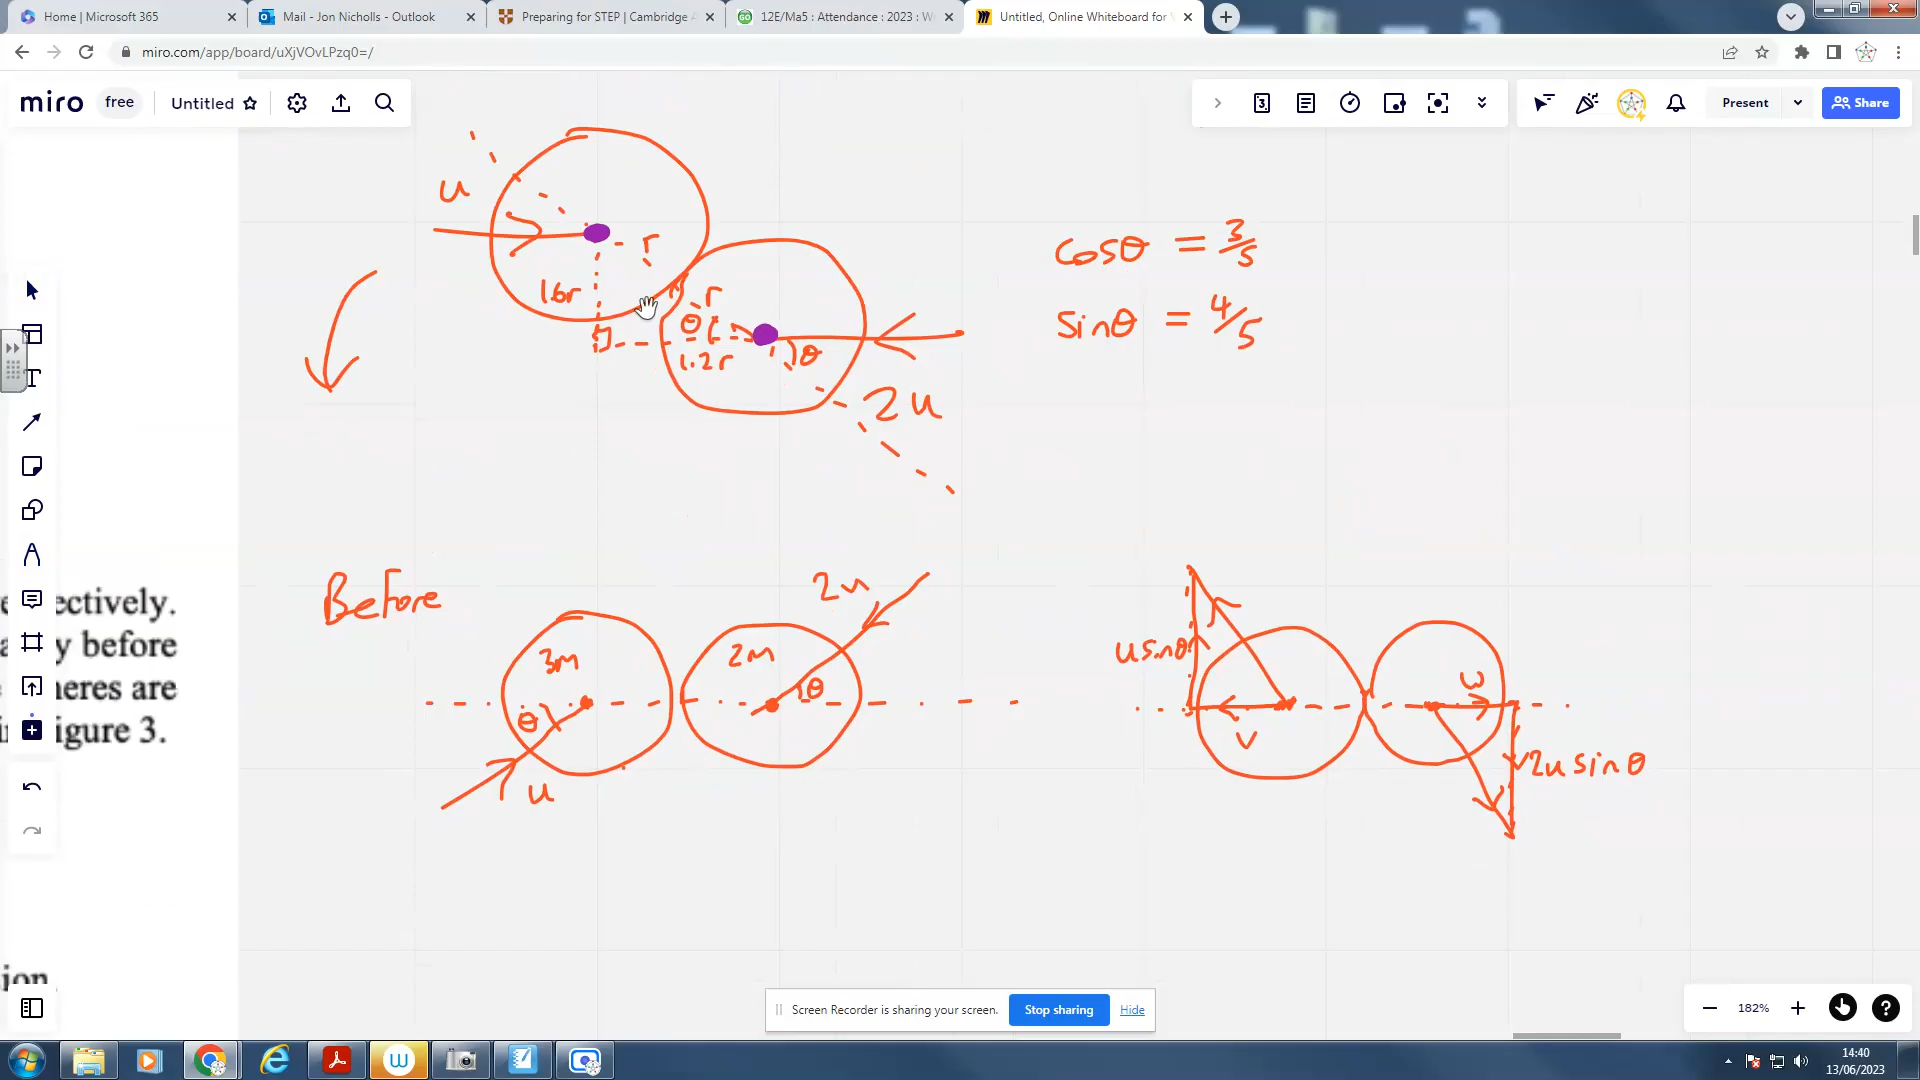 Home | Microsoft 365
Mail - Jon Nicholls - Outlook
Preparing for STEP | Cambridge
12E/Ma5 : Attendance : 2023 : W
Untitled, Online Whiteboard for
miro.com/app/board/uXjVOvLPzq0=/
miro
free
Untitled
Present
Share
u
r
1.6r
r
θ
1.2r
θ
2u
cosθ = 3/5
sinθ = 4/5
Before
2u
3m
2m
θ
θ
u
usinθ
v
w
2u sinθ
ectively.
y before
heres are
igure 3.
ion
Screen Recorder is sharing your screen.
Stop sharing
Hide
182%
14:40
13/06/2023